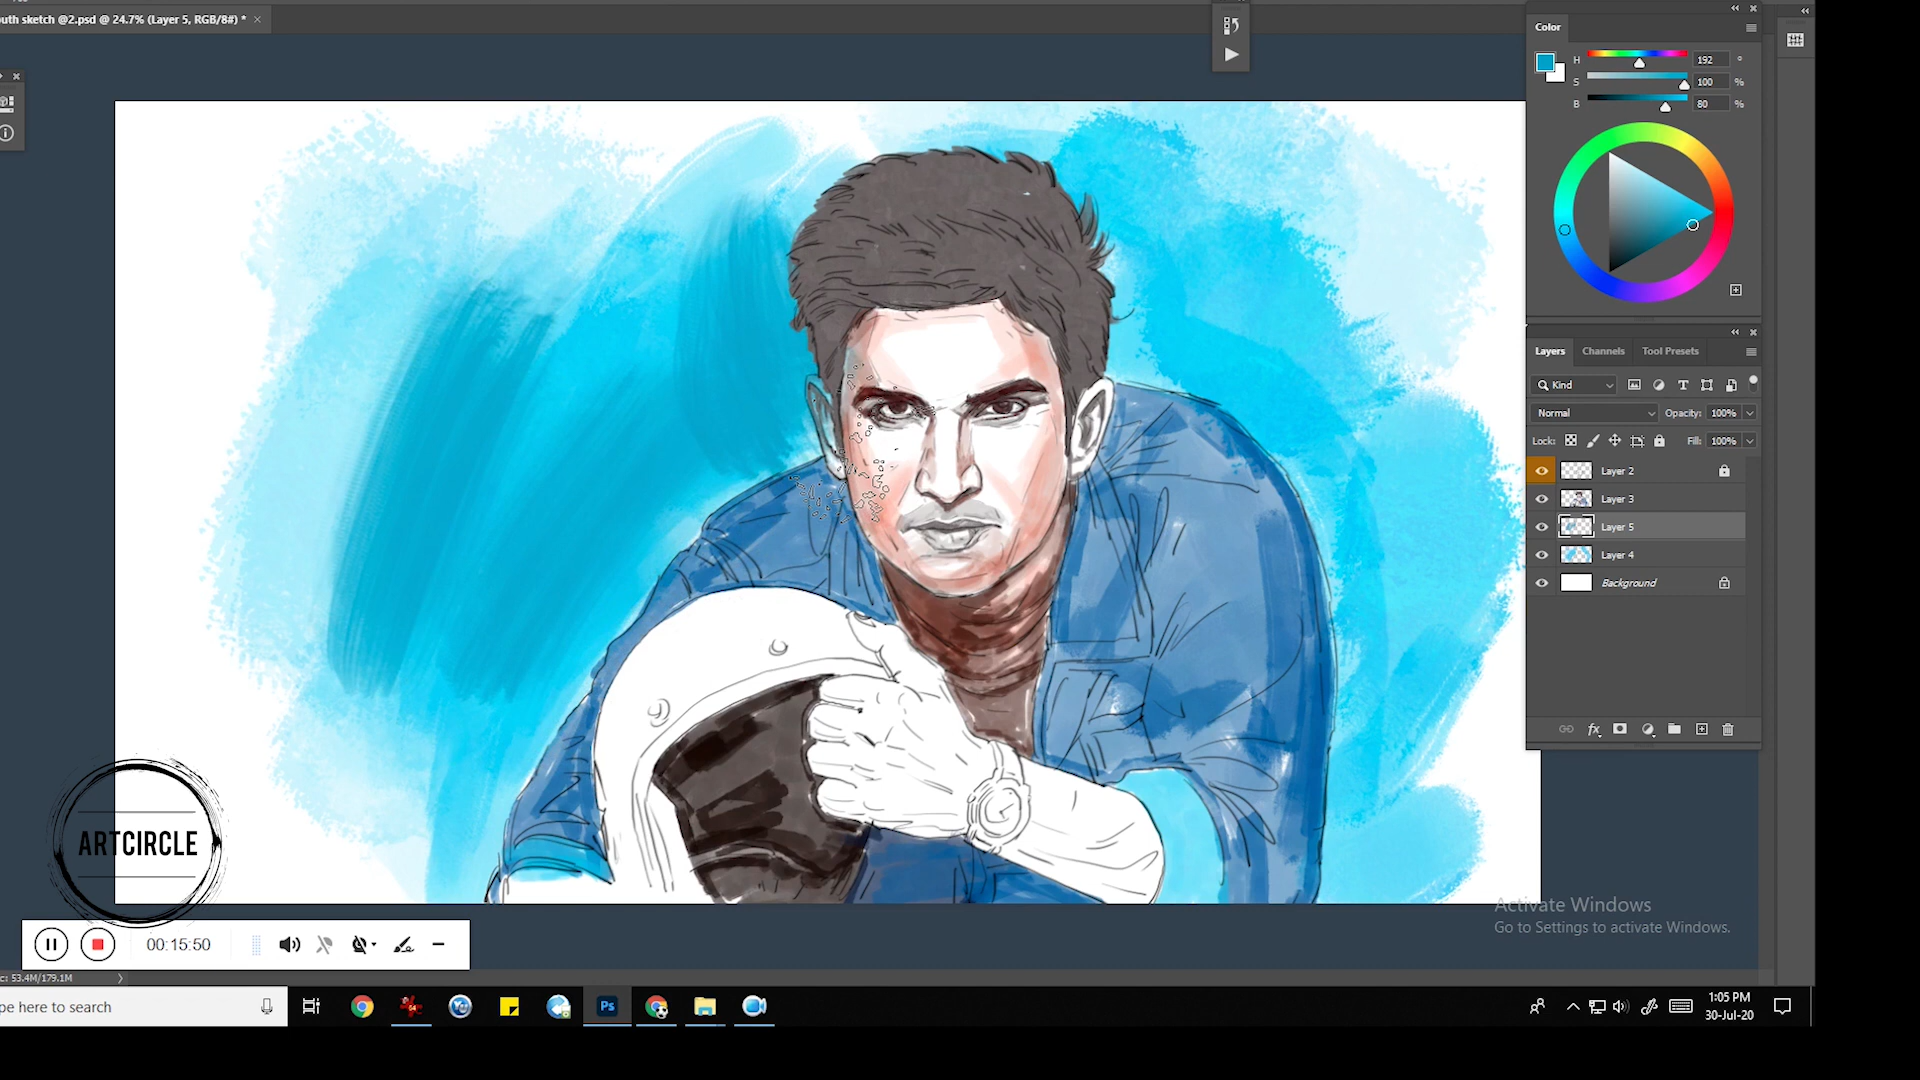 outh sketch @2.psd @ 24.7% (Layer 5, RGB/8#) *
Color
H 192 °
S 100 %
B 80 %
Layers Channels Tool Presets
Kind
Normal Opacity: 100%
Lock: Fill: 100%
Layer 2
Layer 3
Layer 5
Layer 4
Background
fx
ARTCIRCLE
Activate Windows
Go to Settings to activate Windows.
00:15:50
c: 53.4M/179.1M
pe here to search
Ps
1:05 PM
30-Jul-20